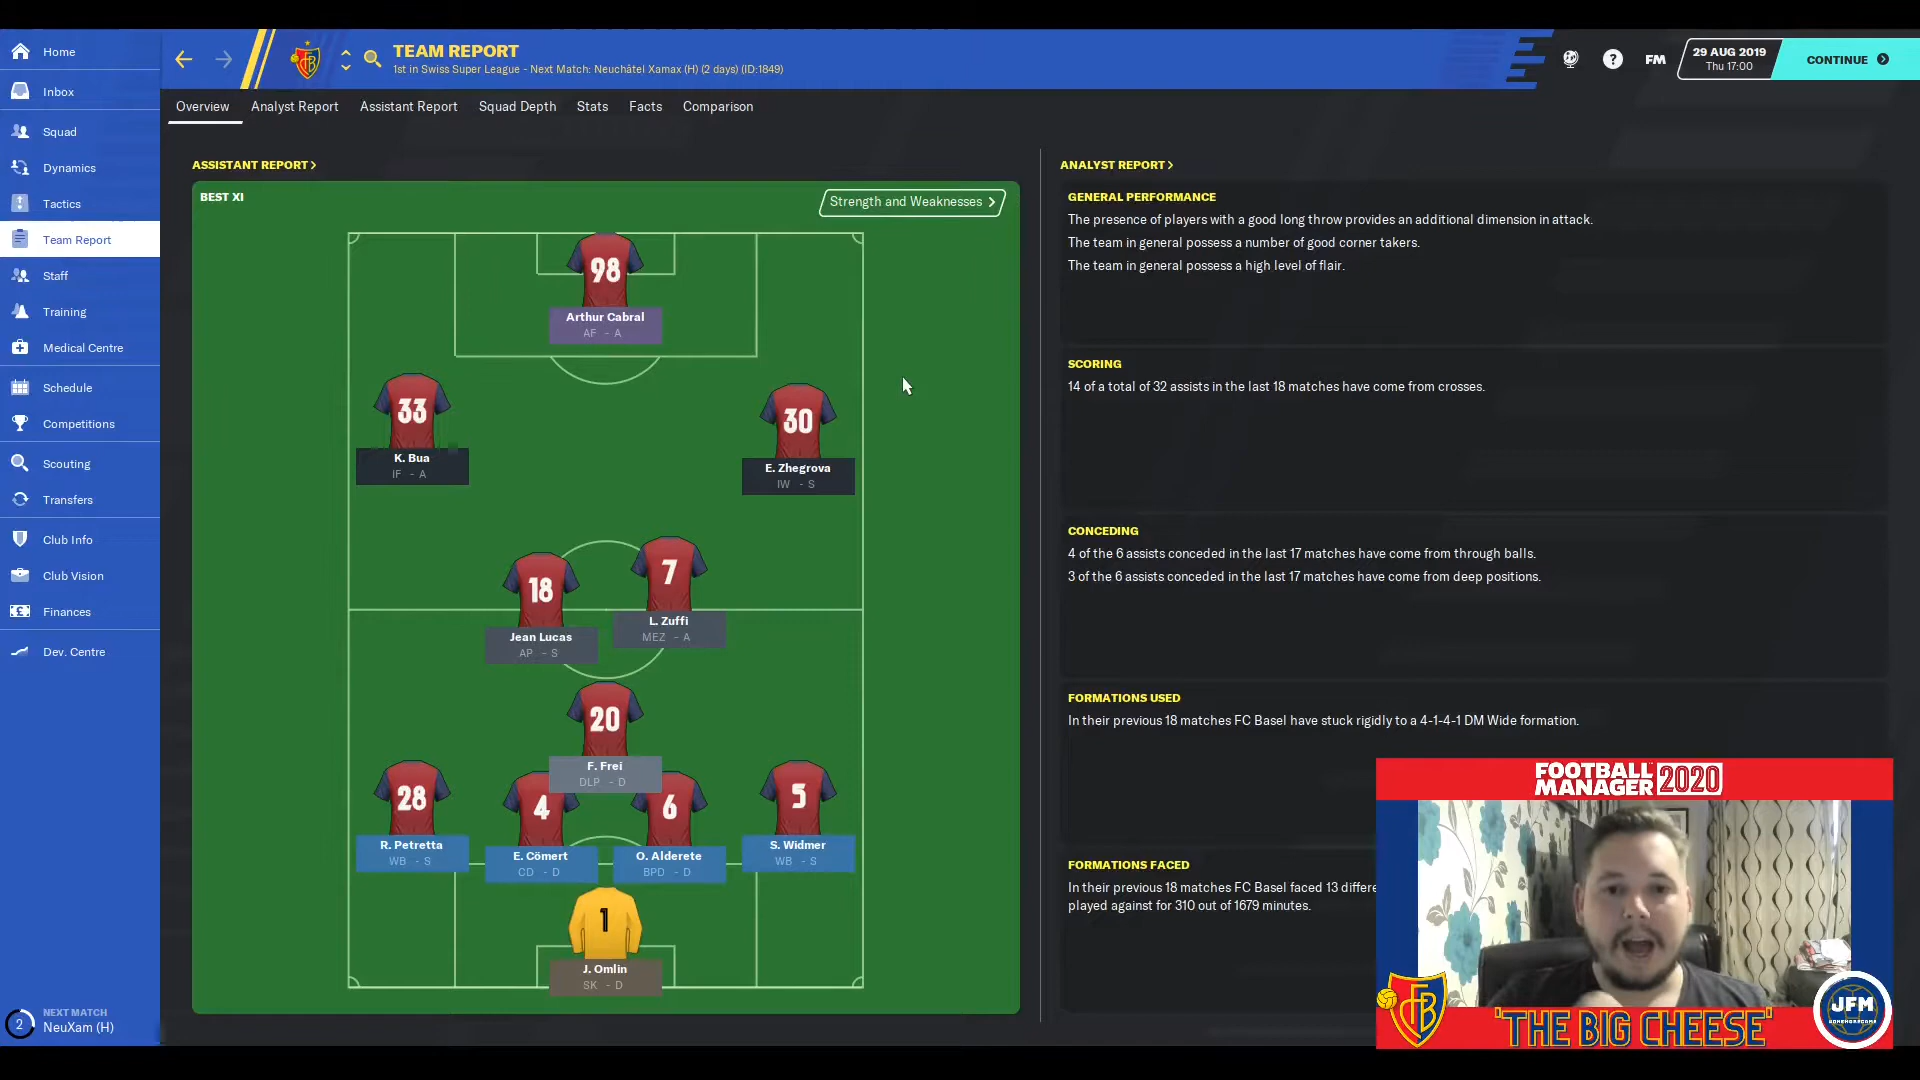 Home
Inbox
Squad
Dynamics
Tactics
Team Report
Staff
Training
Medical Centre
Schedule
Competitions
Scouting
Transfers
Club Info
Club Vision
Finances
Dev. Centre
2
NEXT MATCH
NeuXam (H)
TEAM REPORT
1st in Swiss Super League - Next Match: Neuchâtel Xamax (H) (2 days) (ID:1849)
?
FM
29 AUG 2019
Thu 17:00
CONTINUE
Overview
Analyst Report
Assistant Report
Squad Depth
Stats
Facts
Comparison
ASSISTANT REPORT >
BEST XI
Strength and Weaknesses >
98
Arthur Cabral
AF - A
33
K. Bua
IF - A
30
E. Zhegrova
IW - S
18
Jean Lucas
AP - S
7
L. Zuffi
MEZ - A
20
F. Frei
DLP - D
28
R. Petretta
WB - S
4
E. Cömert
CD - D
6
O. Alderete
BPD - D
5
S. Widmer
WB - S
1
J. Omlin
SK - D
ANALYST REPORT >
GENERAL PERFORMANCE
The presence of players with a good long throw provides an additional dimension in attack.
The team in general possess a number of good corner takers.
The team in general possess a high level of flair.
SCORING
14 of a total of 32 assists in the last 18 matches have come from crosses.
CONCEDING
4 of the 6 assists conceded in the last 17 matches have come from through balls.
3 of the 6 assists conceded in the last 17 matches have come from deep positions.
FORMATIONS USED
In their previous 18 matches FC Basel have stuck rigidly to a 4-1-4-1 DM Wide formation.
FORMATIONS FACED
In their previous 18 matches FC Basel faced 13 differe
played against for 310 out of 1679 minutes.
FOOTBALL
MANAGER 2020
FCB
'THE BIG CHEESE'
JFM